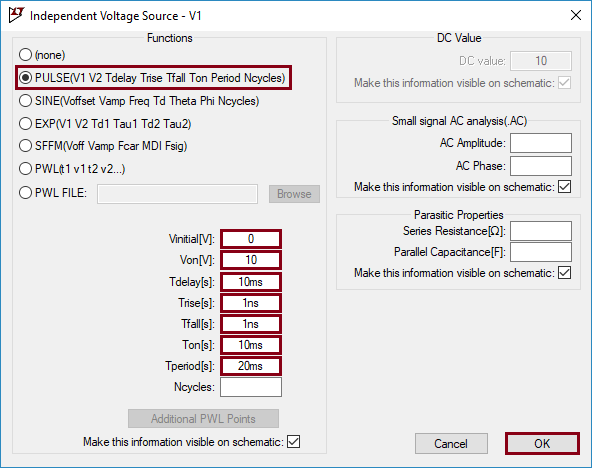 Independent Voltage Source - V1
Functions
(none)
PULSE(V1 V2 Tdelay Trise Tfall Ton Period Ncycles)
SINE(Voffset Vamp Freq Td Theta Phi Ncycles)
EXP(V1 V2 Td1 Tau1 Td2 Tau2)
SFFM(Voff Vamp Fcar MDI Fsig)
PWL(t1 v1 t2 v2...)
PWL FILE:
Browse
Vinitial[V]: 0
Von[V]: 10
Tdelay[s]: 10ms
Trise[s]: 1ns
Tfall[s]: 1ns
Ton[s]: 10ms
Tperiod[s]: 20ms
Ncycles:
Additional PWL Points
Make this information visible on schematic:
DC Value
DC value: 10
Make this information visible on schematic:
Small signal AC analysis(.AC)
AC Amplitude:
AC Phase:
Make this information visible on schematic:
Parasitic Properties
Series Resistance[Ω]:
Parallel Capacitance[F]:
Make this information visible on schematic:
Cancel
OK